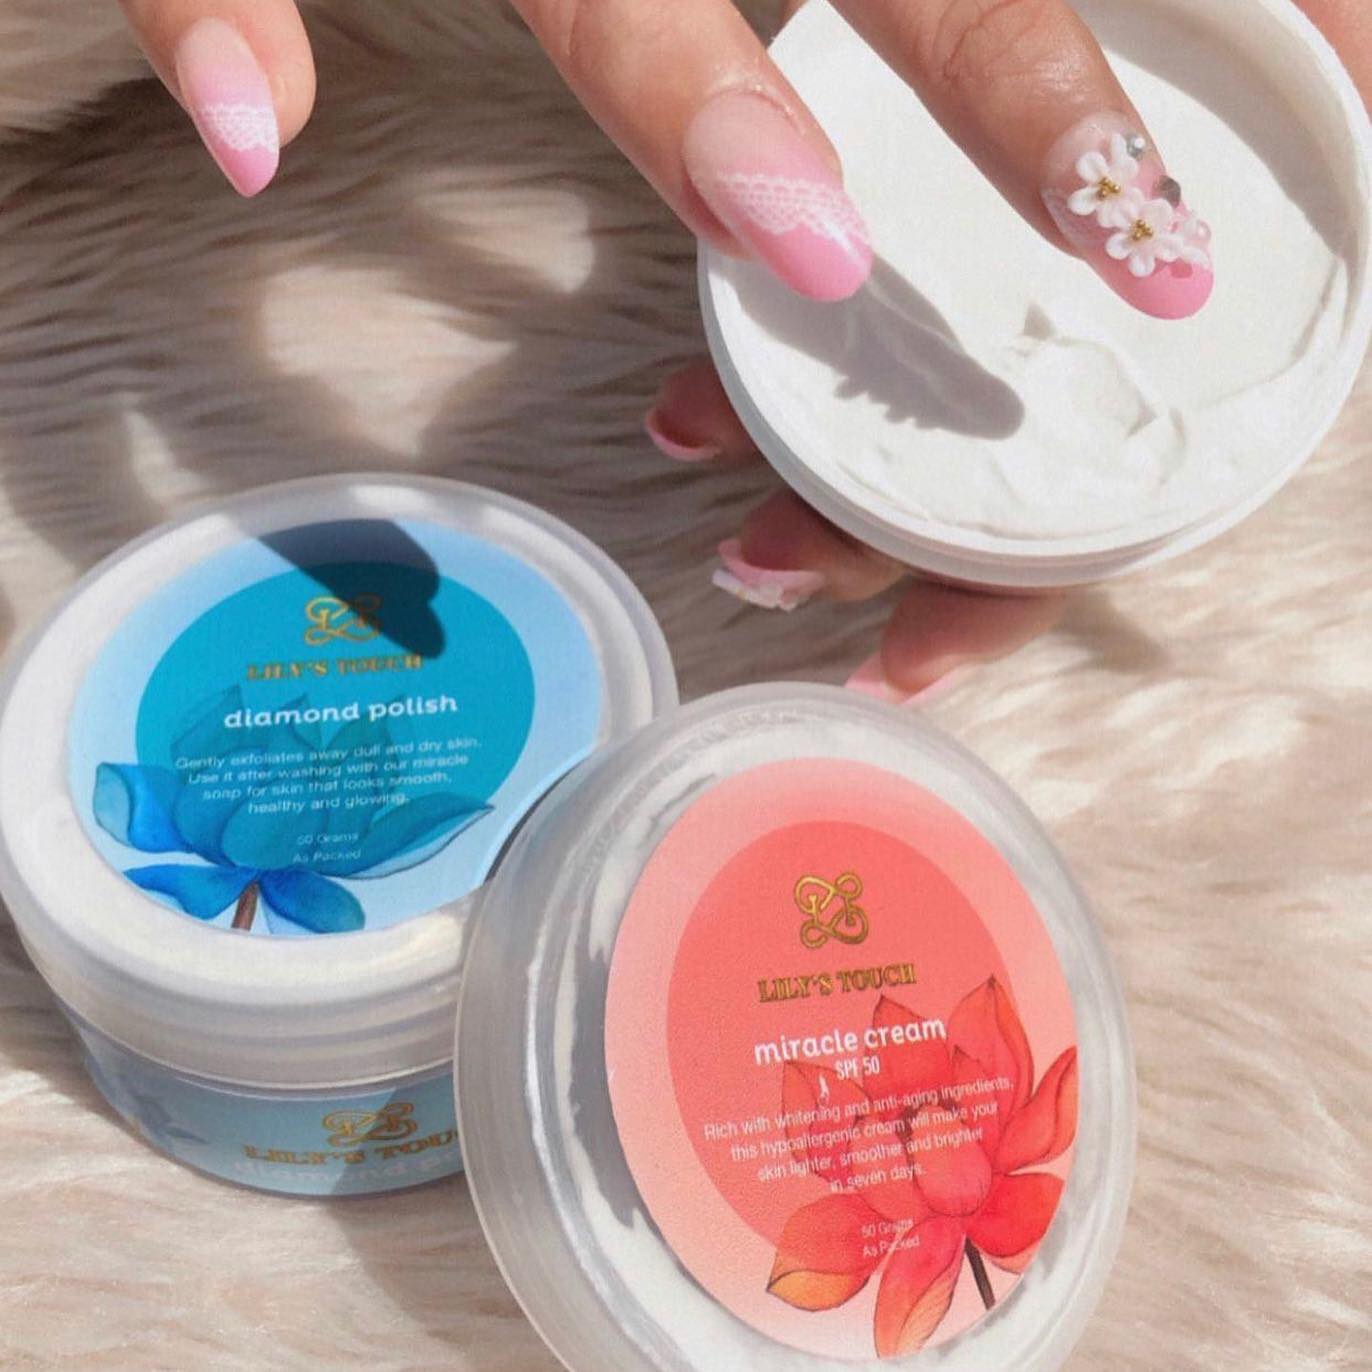 LILY'S TOUCH
diamond polish
Gently exfoliates away dull and dry skin.
Use it after washing with our miracle
soap for skin that looks smooth,
healthy and glowing.
50 Grams
As Packed
LILY'S TOU
diamond
LILY'S TOUCH
miracle cream
SPF 50
Rich with whitening and anti-aging ingredients,
this hypoallergenic cream will make your
skin lighter, smoother and brighter
in seven days.
50 Grams
As Packed